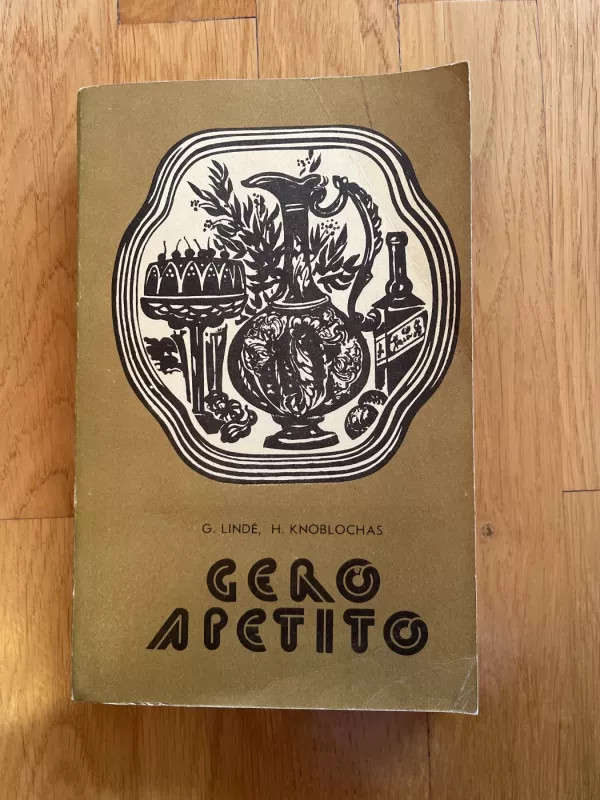 G. LINDĖ, H. KNOBLOCHAS
GERO
APETITO